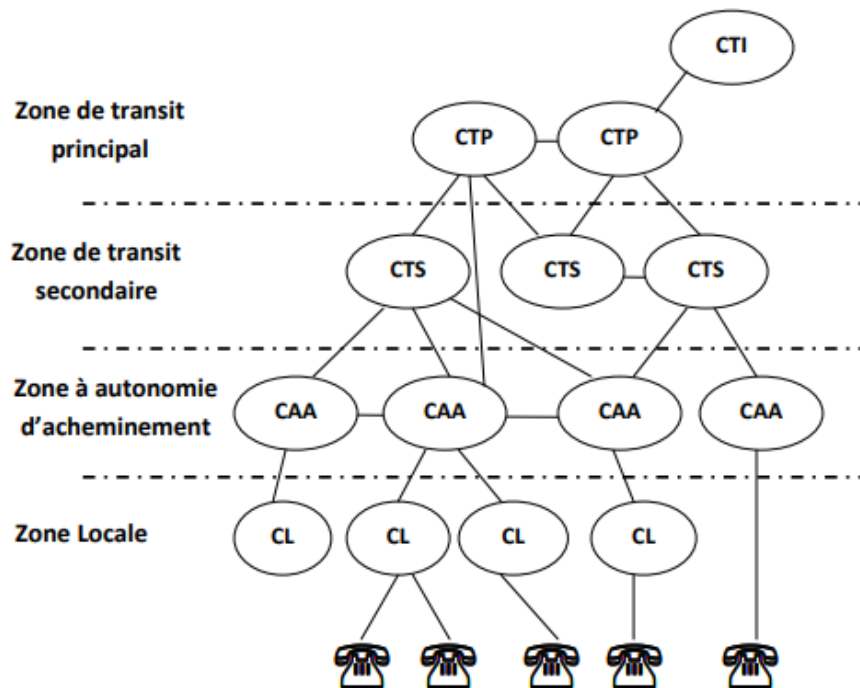 CTI
Zone de transit
principal
CTP CTP
Zone de transit
secondaire
CTS CTS CTS
Zone à autonomie
d'acheminement
CAA CAA CAA CAA
Zone Locale
CL CL CL CL